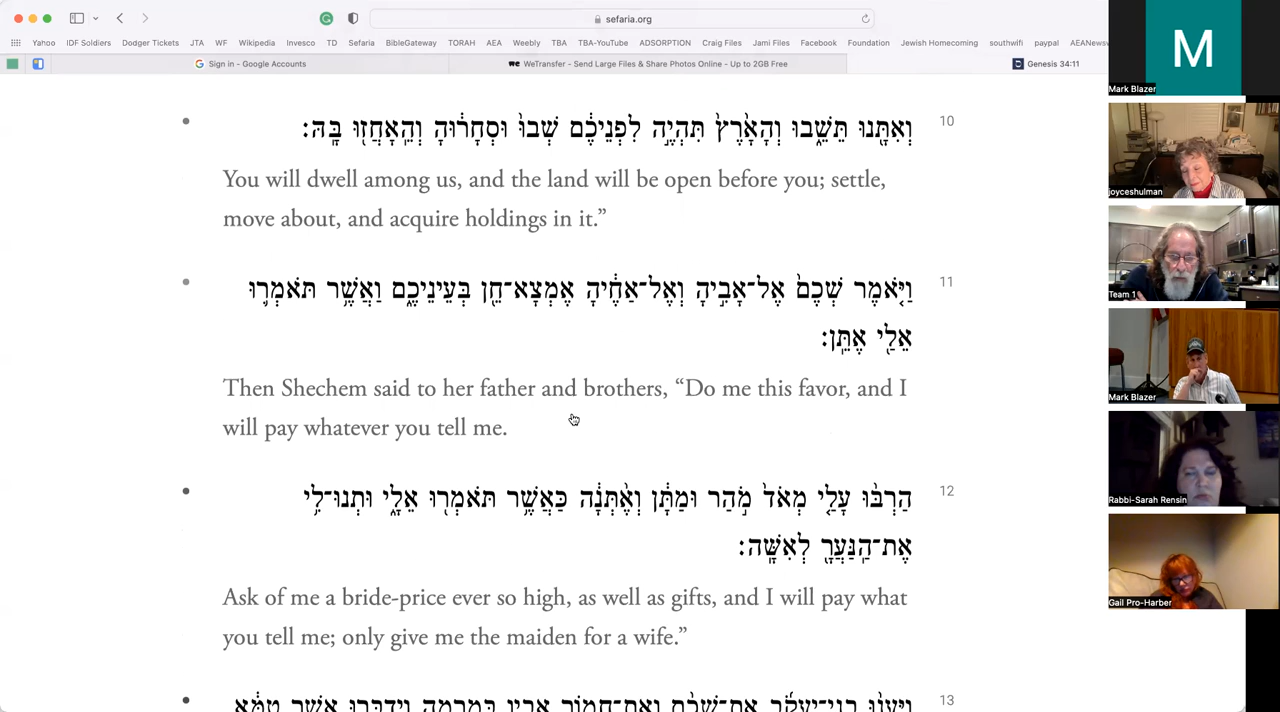 sefaria.org
Yahoo IDF Soldiers Dodger Tickets JTA WF Wikipedia Invesco TD Sefaria BibleGateway TORAH AEA Weebly TBA TBA-YouTube ADSORPTION Craig Files Jami Files Facebook Foundation Jewish Homecoming southwifi paypal AEANewsv
Sign in - Google Accounts
we WeTransfer - Send Large Files & Share Photos Online - Up to 2GB Free
Genesis 34:11
10
וְאִתָּ֖נוּ תֵּשֵׁ֑בוּ וְהָאָ֙רֶץ֙ תִּהְיֶ֣ה לִפְנֵיכֶ֔ם שְׁבוּ֙ וּסְחָר֔וּהָ וְהֵֽאָחֲז֖וּ בָּֽהּ׃
You will dwell among us, and the land will be open before you; settle,
move about, and acquire holdings in it.”
11
וַיֹּ֤אמֶר שְׁכֶם֙ אֶל־אָבִ֣יהָ וְאֶל־אַחֶ֔יהָ אֶמְצָא־חֵ֖ן בְּעֵינֵיכֶ֑ם וַאֲשֶׁ֥ר תֹּאמְר֛וּ
אֵלַ֖י אֶתֵּֽן׃
Then Shechem said to her father and brothers, “Do me this favor, and I
will pay whatever you tell me.
12
הַרְבּ֨וּ עָלַ֤י מְאֹד֙ מֹ֣הַר וּמַתָּ֔ן וְאֶ֨תְּנָ֔ה כַּאֲשֶׁ֥ר תֹּאמְר֖וּ אֵלָ֑י וּתְנוּ־לִ֥י
אֶת־הַֽנַּעֲרָ֖ לְאִשָּֽׁה׃
Ask of me a bride-price ever so high, as well as gifts, and I will pay what
you tell me; only give me the maiden for a wife.”
13
וַיַּעֲנ֨וּ בְנֵֽי־יַעֲקֹ֜ב אֶת־שְׁכֶ֨ם וְאֶת־חֲמ֥וֹר אָבִ֛יו בְּמִרְמָ֖ה וַיְדַבֵּ֑רוּ אֲשֶׁ֣ר טִמֵּ֔א
M
Mark Blazer
joyceshulman
Team 1
Mark Blazer
Rabbi-Sarah Rensin
Gail Pro-Harber